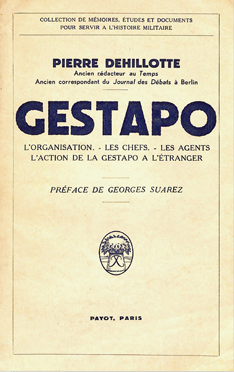 COLLECTION DE MÉMOIRES, ÉTUDES ET DOCUMENTS
POUR SERVIR A L'HISTOIRE MILITAIRE
PIERRE DEHILLOTTE
Ancien rédacteur au Temps
Ancien correspondant du Journal des Débats à Berlin
GESTAPO
L'ORGANISATION. - LES CHEFS. - LES AGENTS
L'ACTION DE LA GESTAPO A L'ÉTRANGER
PRÉFACE DE GEORGES SUAREZ
PAYOT, PARIS